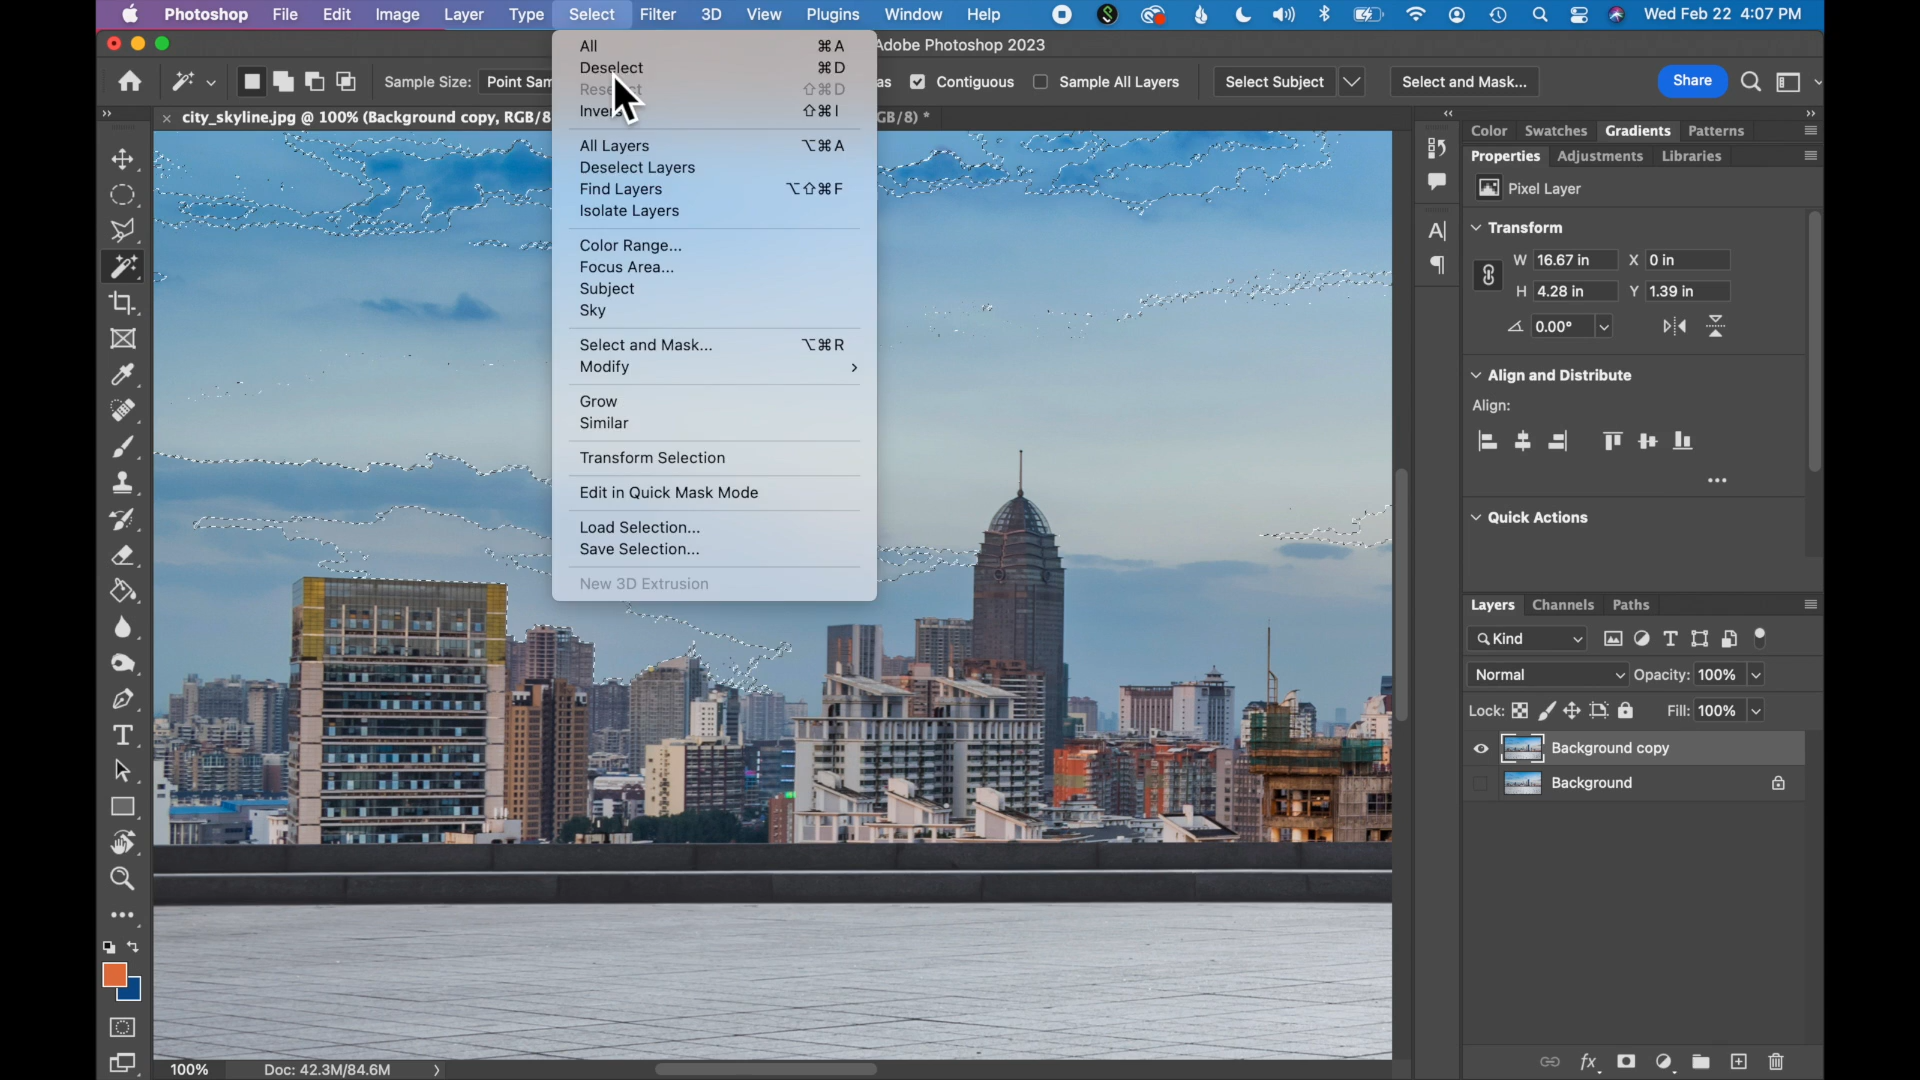 Photoshop File Edit Image Layer Type Select Filter 3D View Plugins Window Help Wed Feb 22 4:07 PM
Adobe Photoshop 2023
Sample Size: Point Sam as Contiguous Sample All Layers Select Subject Select and Mask... Share
city_skyline.jpg @ 100% (Background copy, RGB/8 GB/8) *
All ⌘A
Deselect ⌘D
Reselect ⇧⌘D
Inverse ⇧⌘I
All Layers ⌥⌘A
Deselect Layers
Find Layers ⌥⇧⌘F
Isolate Layers
Color Range...
Focus Area...
Subject
Sky
Select and Mask... ⌥⌘R
Modify
Grow
Similar
Transform Selection
Edit in Quick Mask Mode
Load Selection...
Save Selection...
New 3D Extrusion
Color Swatches Gradients Patterns
Properties Adjustments Libraries
Pixel Layer
Transform
W 16.67 in X 0 in
H 4.28 in Y 1.39 in
0.00°
Align and Distribute
Align:
Quick Actions
Layers Channels Paths
Kind
Normal Opacity: 100%
Lock: Fill: 100%
Background copy
Background
fx
100% Doc: 42.3M/84.6M